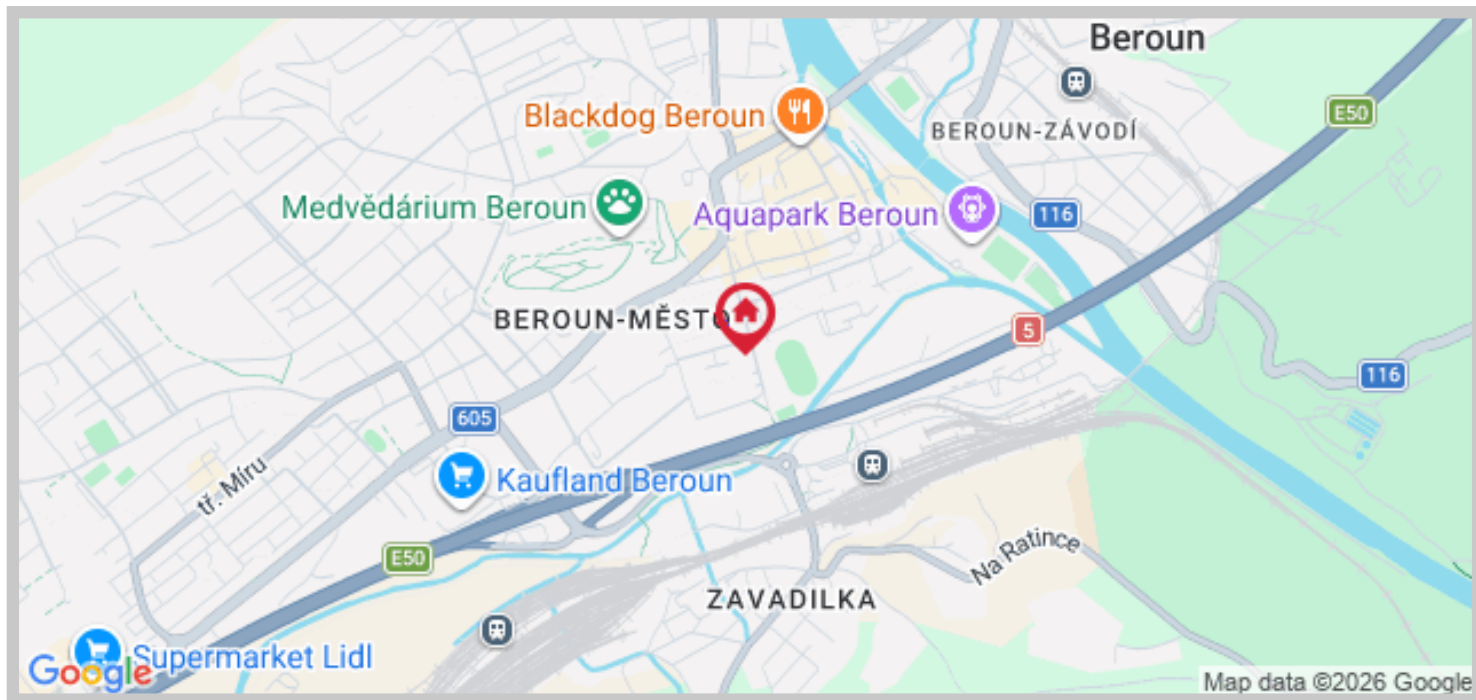 Beroun
E50
Blackdog Beroun
BEROUN-ZÁVODÍ
Medvědárium Beroun
Aquapark Beroun
116
BEROUN-MĚSTO
5
116
605
tř. Míru
Kaufland Beroun
E50
Na Ratince
ZAVADILKA
Supermarket Lidl
Google
Map data ©2026 Google